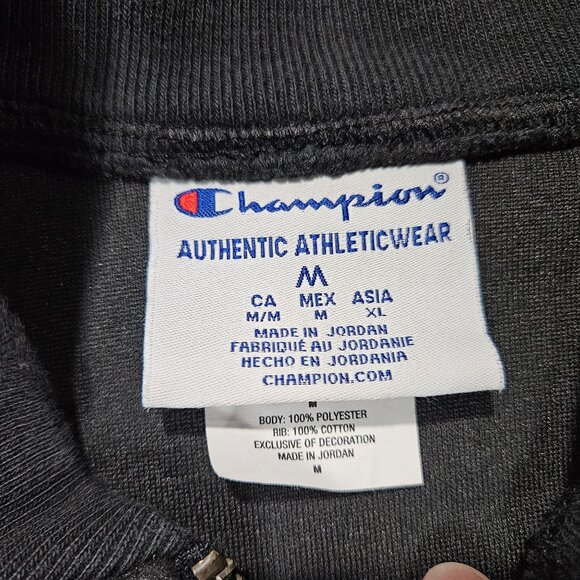 Champion®
AUTHENTIC ATHLETICWEAR
M
CA MEX ASIA
M/M M XL
MADE IN JORDAN
FABRIQUÉ AU JORDANIE
HECHO EN JORDANIA
CHAMPION.COM
M
BODY: 100% POLYESTER
RIB: 100% COTTON
EXCLUSIVE OF DECORATION
MADE IN JORDAN
M